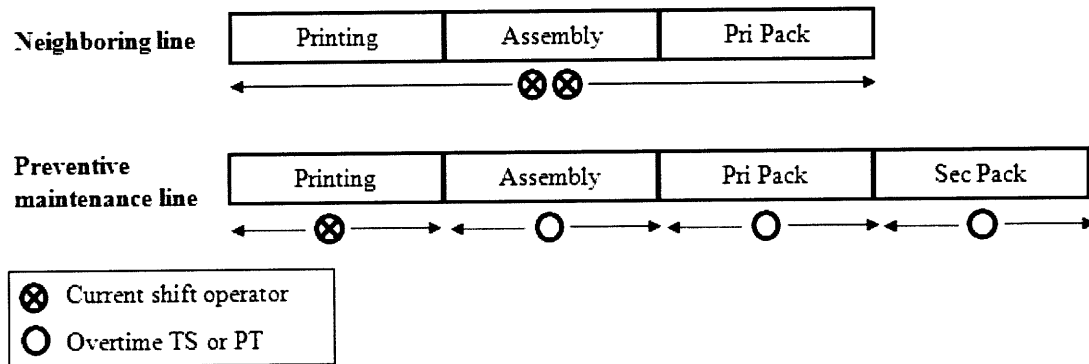 Neighboring line
Printing
Assembly
Pri Pack
Preventive
maintenance line
Printing
Assembly
Pri Pack
Sec Pack
Current shift operator
Overtime TS or PT